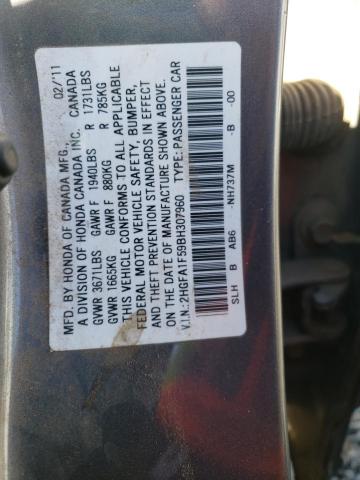 MFD. BY HONDA OF CANADA MFG., 02/'11
A DIVISION OF HONDA CANADA INC. CANADA
GVWR 3671LBS GAWR F 1940LBS R 1731LBS
GVWR 1665KG GAWR F 880KG R 785KG
THIS VEHICLE CONFORMS TO ALL APPLICABLE
FEDERAL MOTOR VEHICLE SAFETY, BUMPER,
AND THEFT PREVENTION STANDARDS IN EFFECT
ON THE DATE OF MANUFACTURE SHOWN ABOVE.
V.I.N.: 2HGFA1F59BH307960 TYPE: PASSENGER CAR
SLH B AB6 -NH737M -B -00